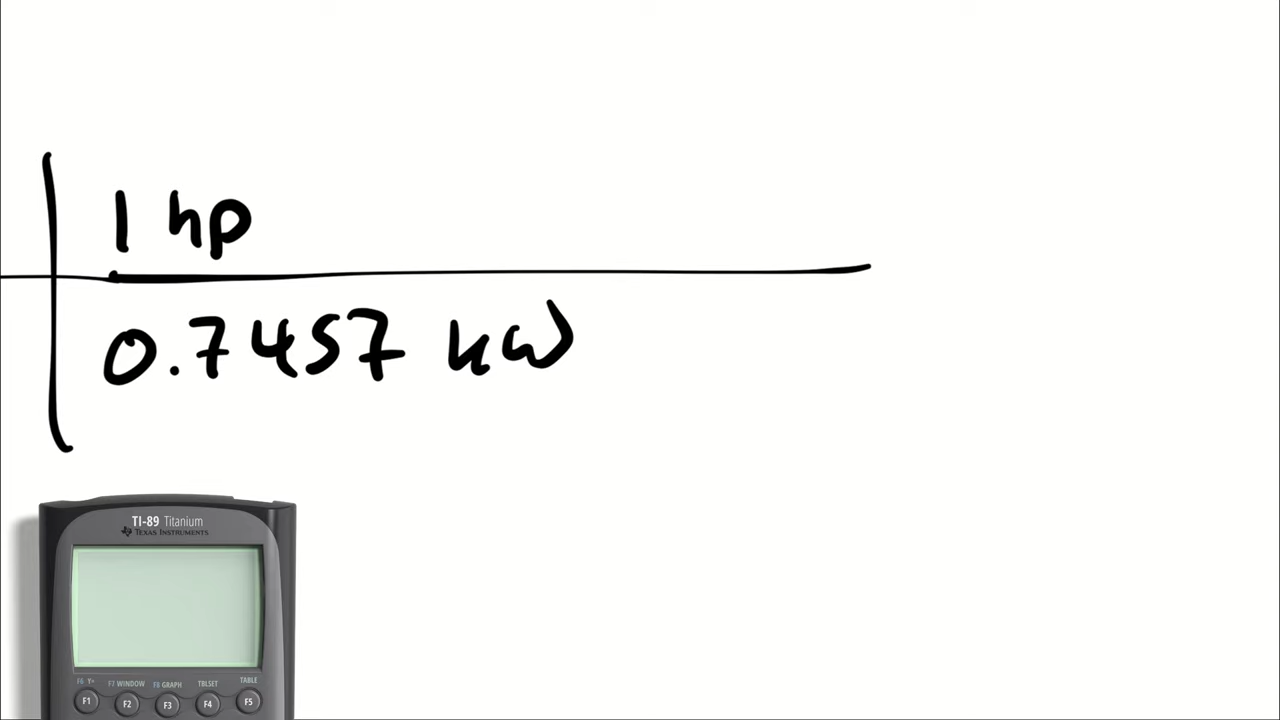 1 hp
0.7457 kW
TI-89 Titanium
TEXAS INSTRUMENTS
F6 Y= F7 WINDOW F8 GRAPH TBLSET TABLE
F1 F2 F3 F4 F5